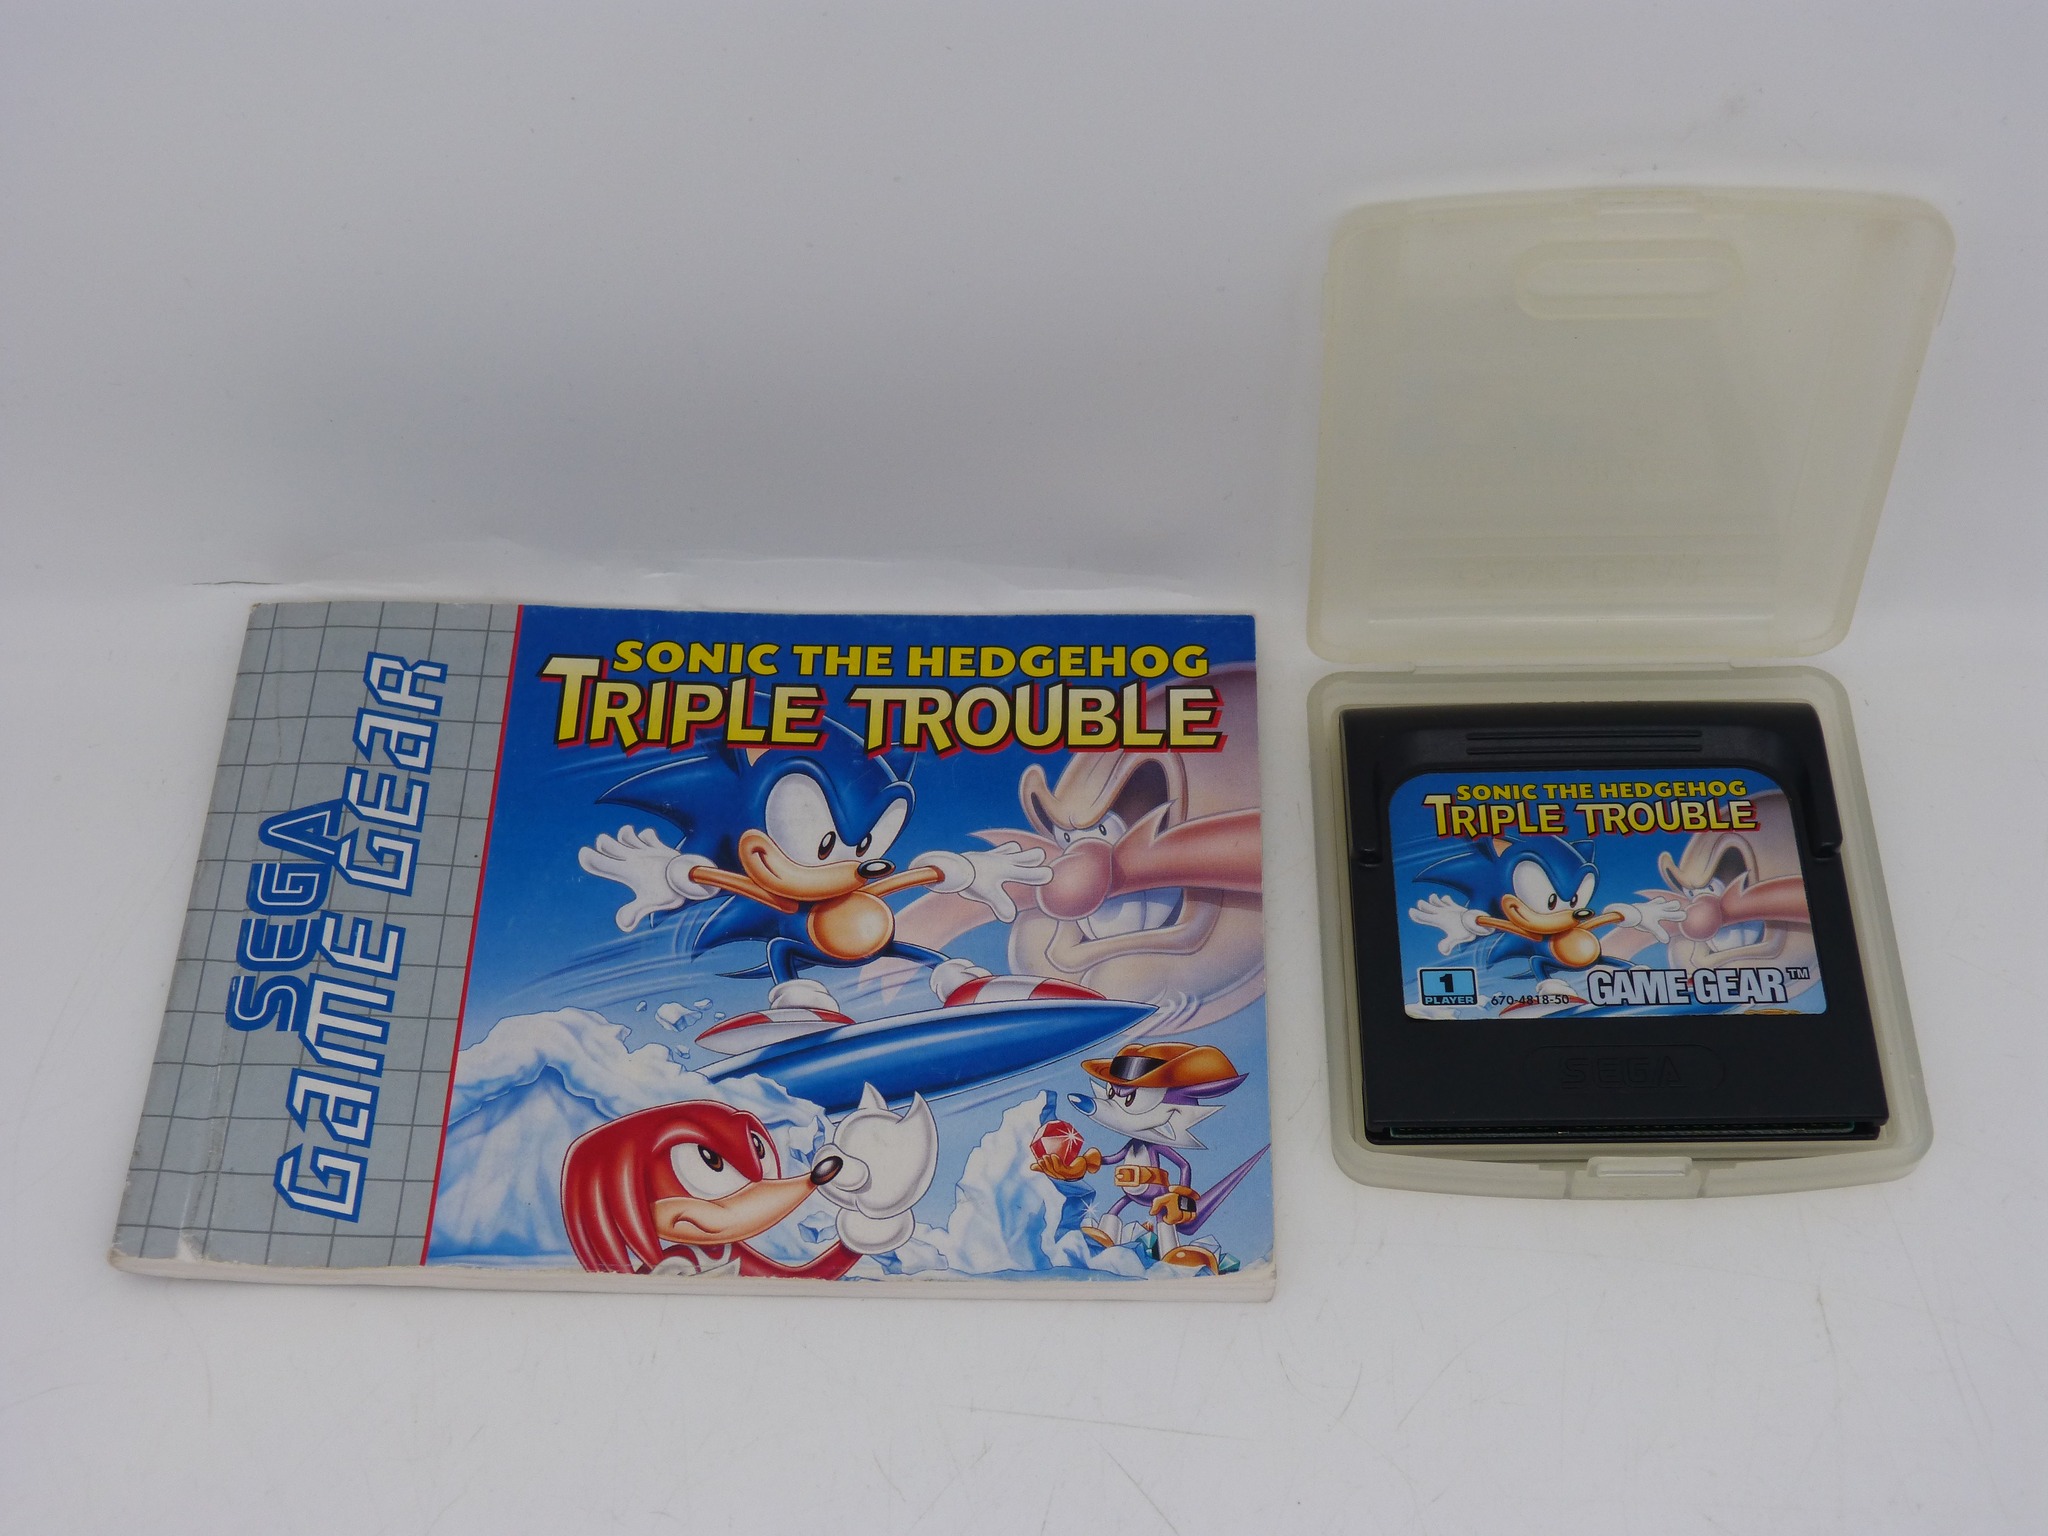 SEGA
GAME GEAR
SONIC THE HEDGEHOG
TRIPLE TROUBLE
SONIC THE HEDGEHOG
TRIPLE TROUBLE
1
PLAYER
670-4818-50
GAME GEAR™
SEGA